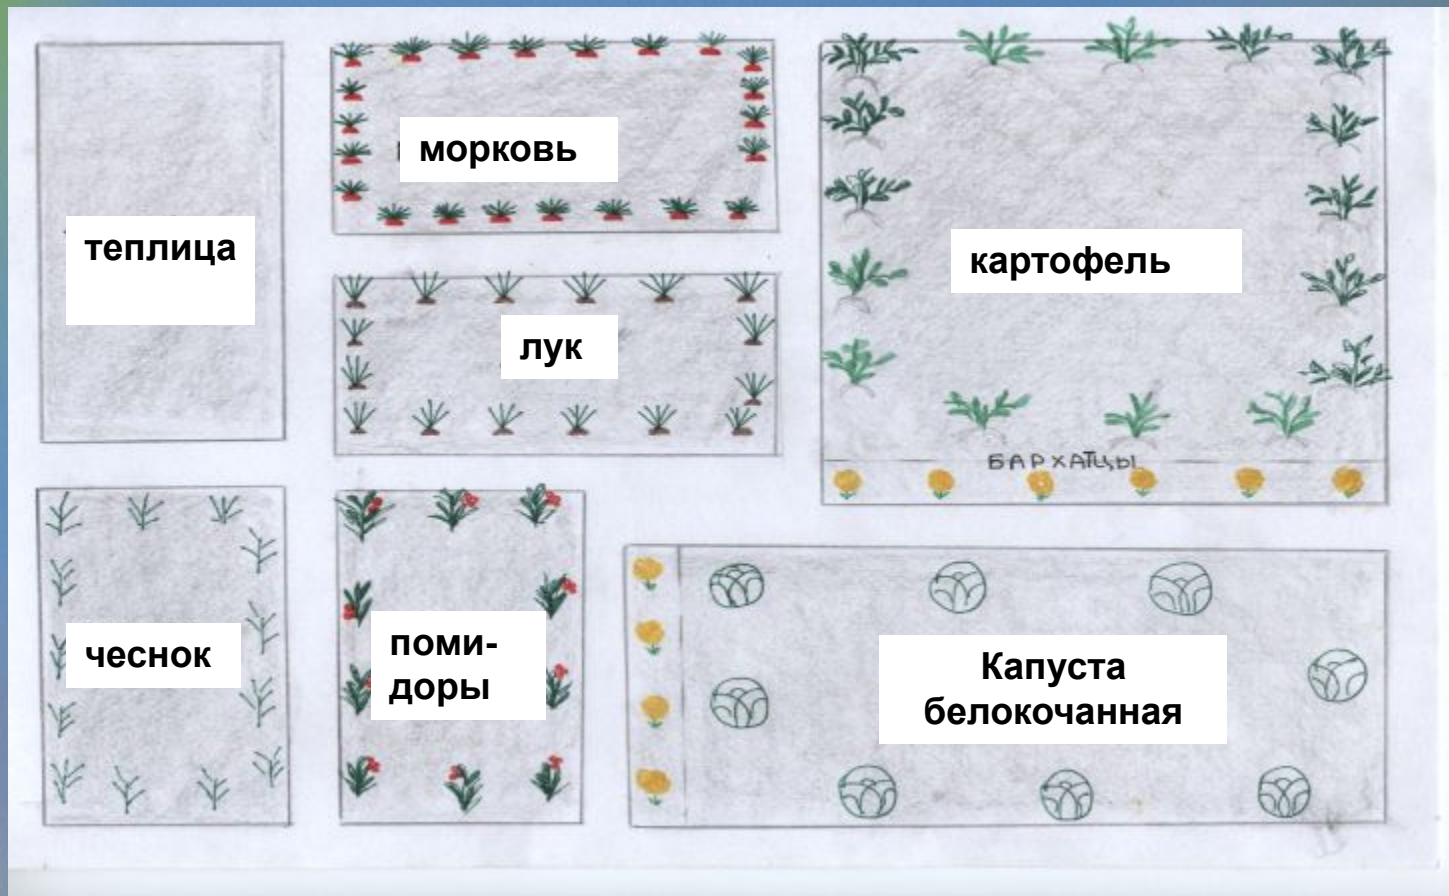 морковь
теплица
картофель
лук
БАРХАТЦЫ
чеснок
поми-
доры
Капуста
белокочанная